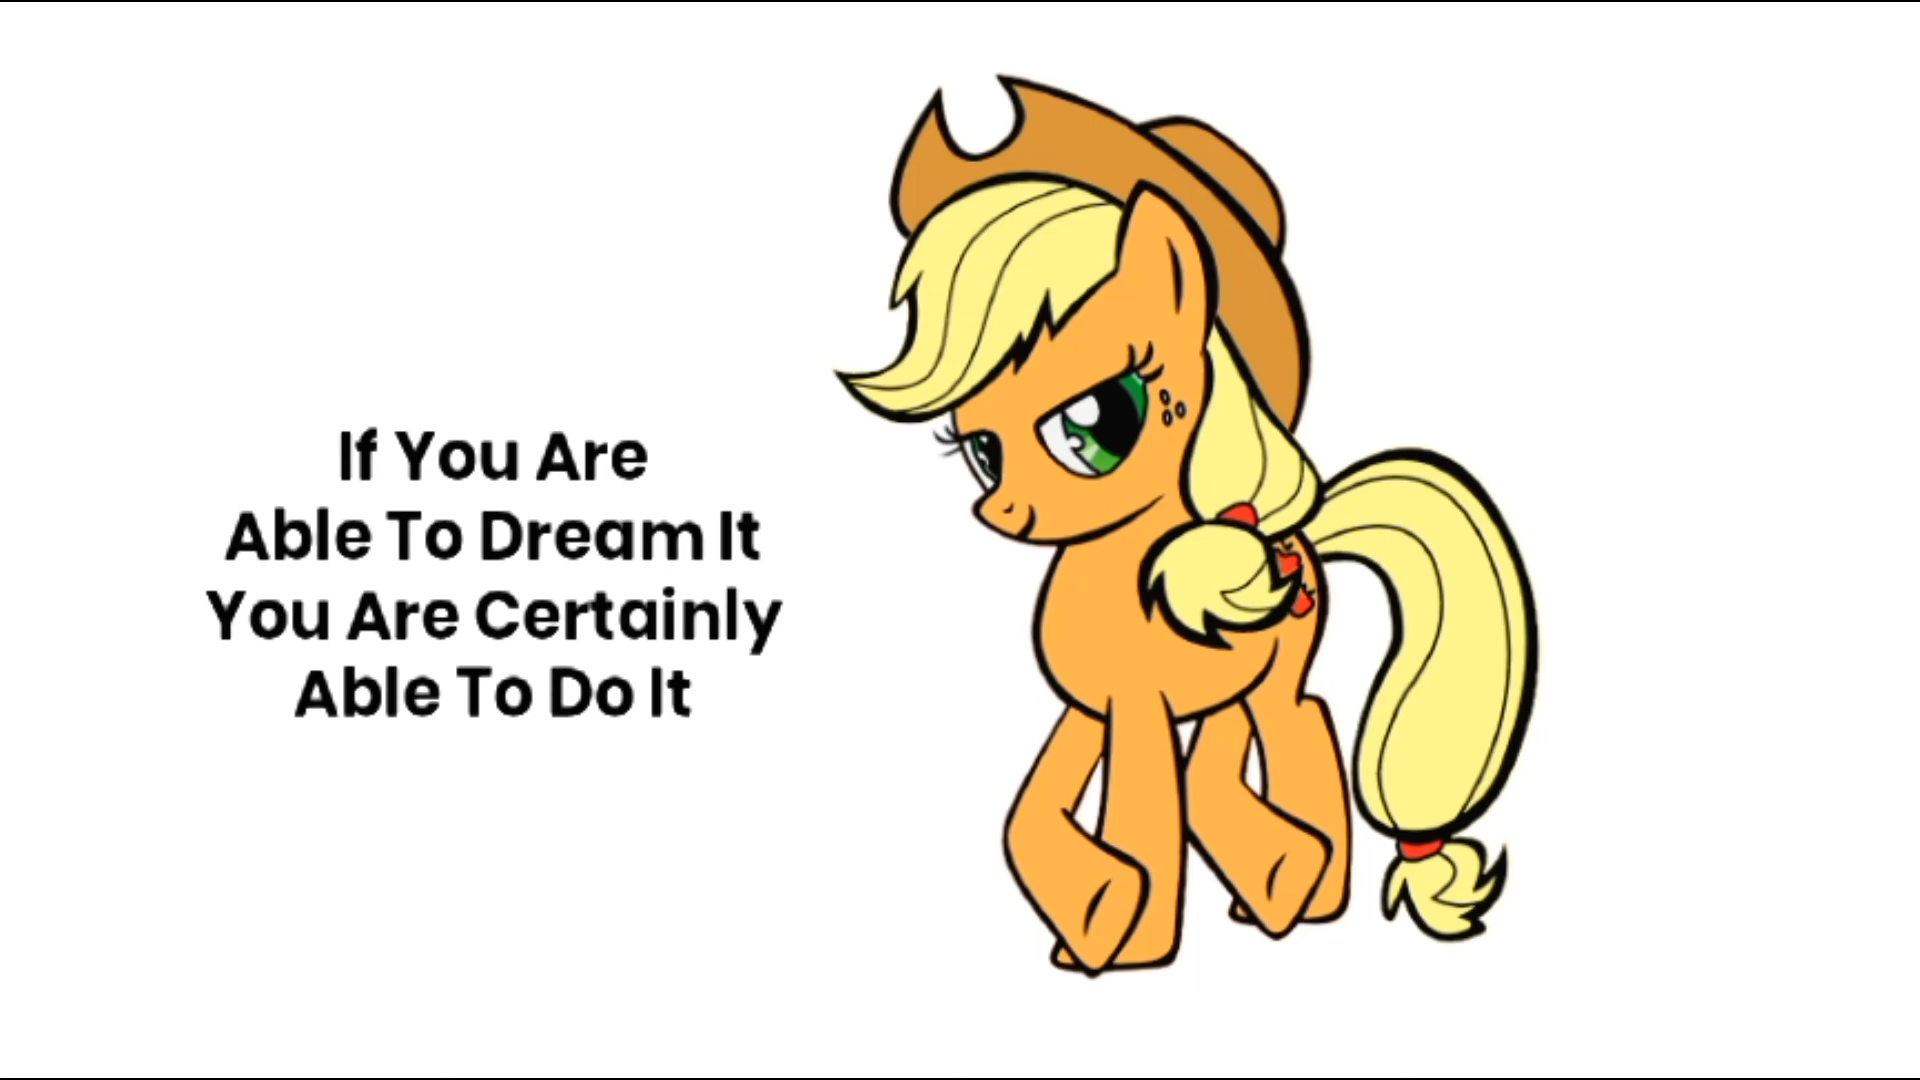 If You Are
Able To Dream It
You Are Certainly
Able To Do It